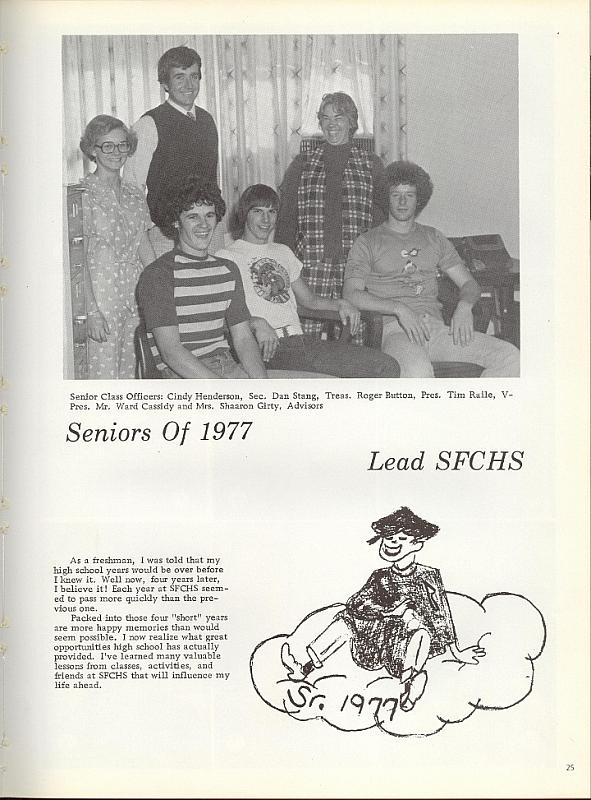 Senior Class Officers: Cindy Henderson, Sec. Dan Stang, Treas. Roger Button, Pres. Tim Raile, V-
Pres. Mr. Ward Cassidy and Mrs. Shaaron Girty, Advisors
Seniors Of 1977
Lead SFCHS
As a freshman, I was told that my
high school years would be over before
I knew it. Well now, four years later,
I believe it! Each year at SFCHS seem-
ed to pass more quickly than the pre-
vious one.
Packed into those four "short" years
are more happy memories than would
seem possible. I now realize what great
opportunities high school has actually
provided. I've learned many valuable
lessons from classes, activities, and
friends at SFCHS that will influence my
life ahead.
Sr. 1977
25